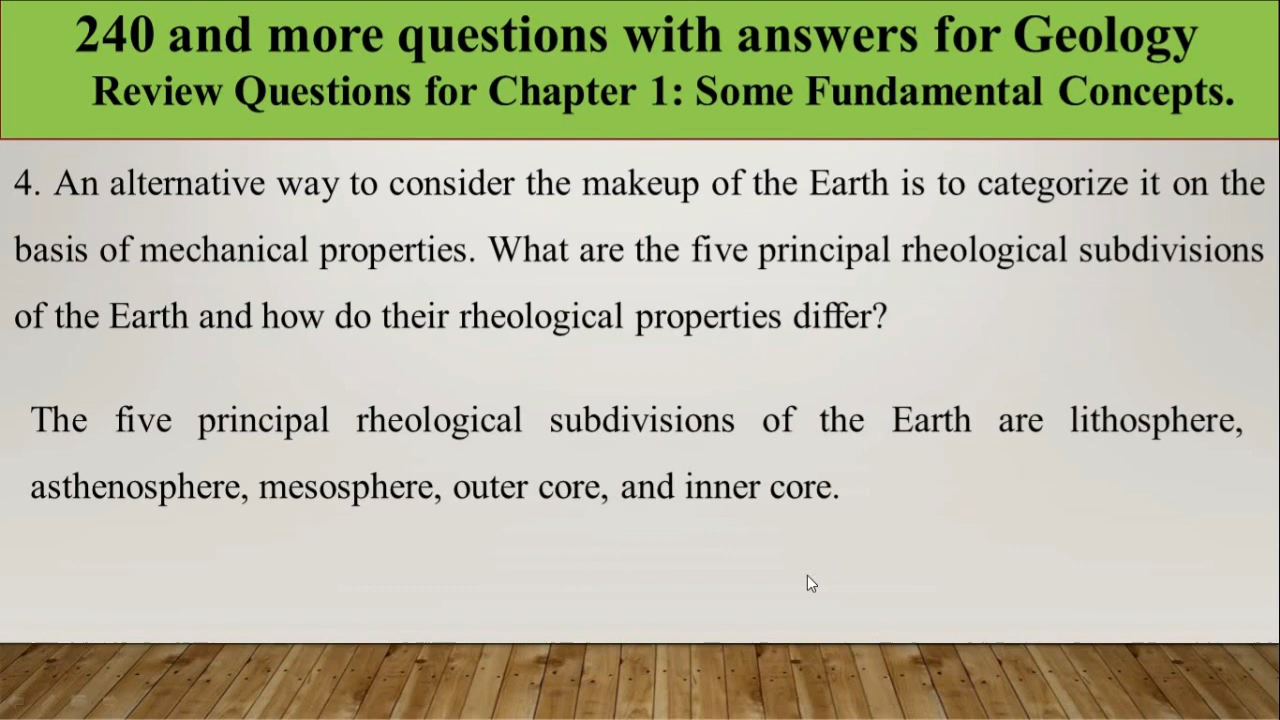 240 and more questions with answers for Geology
Review Questions for Chapter 1: Some Fundamental Concepts.
4. An alternative way to consider the makeup of the Earth is to categorize it on the
basis of mechanical properties. What are the five principal rheological subdivisions
of the Earth and how do their rheological properties differ?
The five principal rheological subdivisions of the Earth are lithosphere,
asthenosphere, mesosphere, outer core, and inner core.